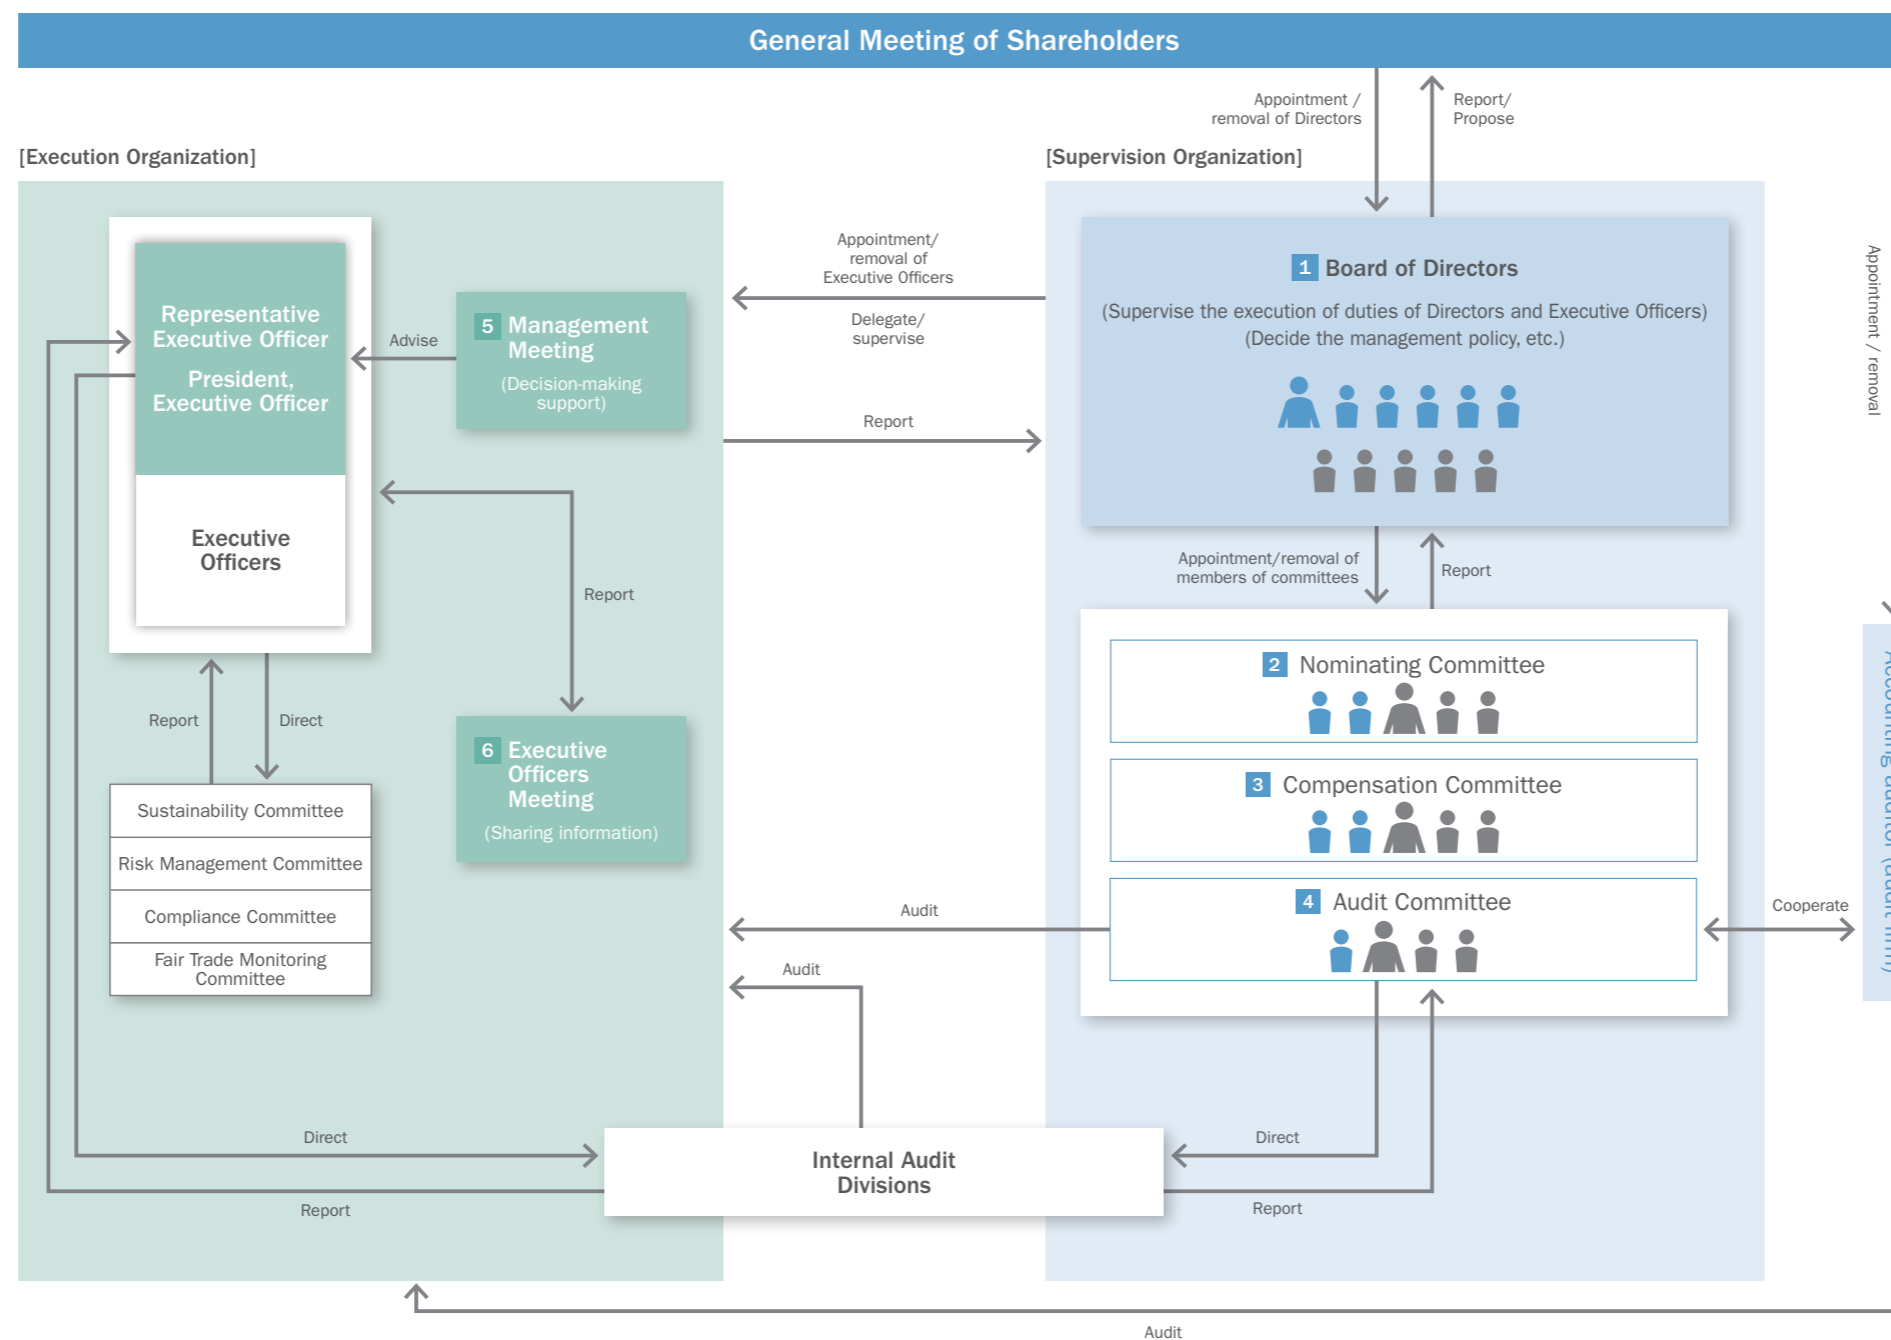 General Meeting of Shareholders
Appointment /
removal of Directors
Report/
Propose
[Execution Organization]
[Supervision Organization]
Representative
Executive Officer
President,
Executive Officer
Executive
Officers
Advise
5 Management
Meeting
(Decision-making
support)
Appointment/
removal of
Executive Officers
Delegate/
supervise
Report
1 Board of Directors
(Supervise the execution of duties of Directors and Executive Officers)
(Decide the management policy, etc.)
Appointment / removal
Report
Appointment/removal of
members of committees
Report
Report
Direct
6 Executive
Officers
Meeting
(Sharing information)
Sustainability Committee
Risk Management Committee
Compliance Committee
Fair Trade Monitoring
Committee
2 Nominating Committee
3 Compensation Committee
4 Audit Committee
Audit
Audit
Cooperate
Accounting auditor (audit firm)
Direct
Report
Internal Audit
Divisions
Direct
Report
Audit